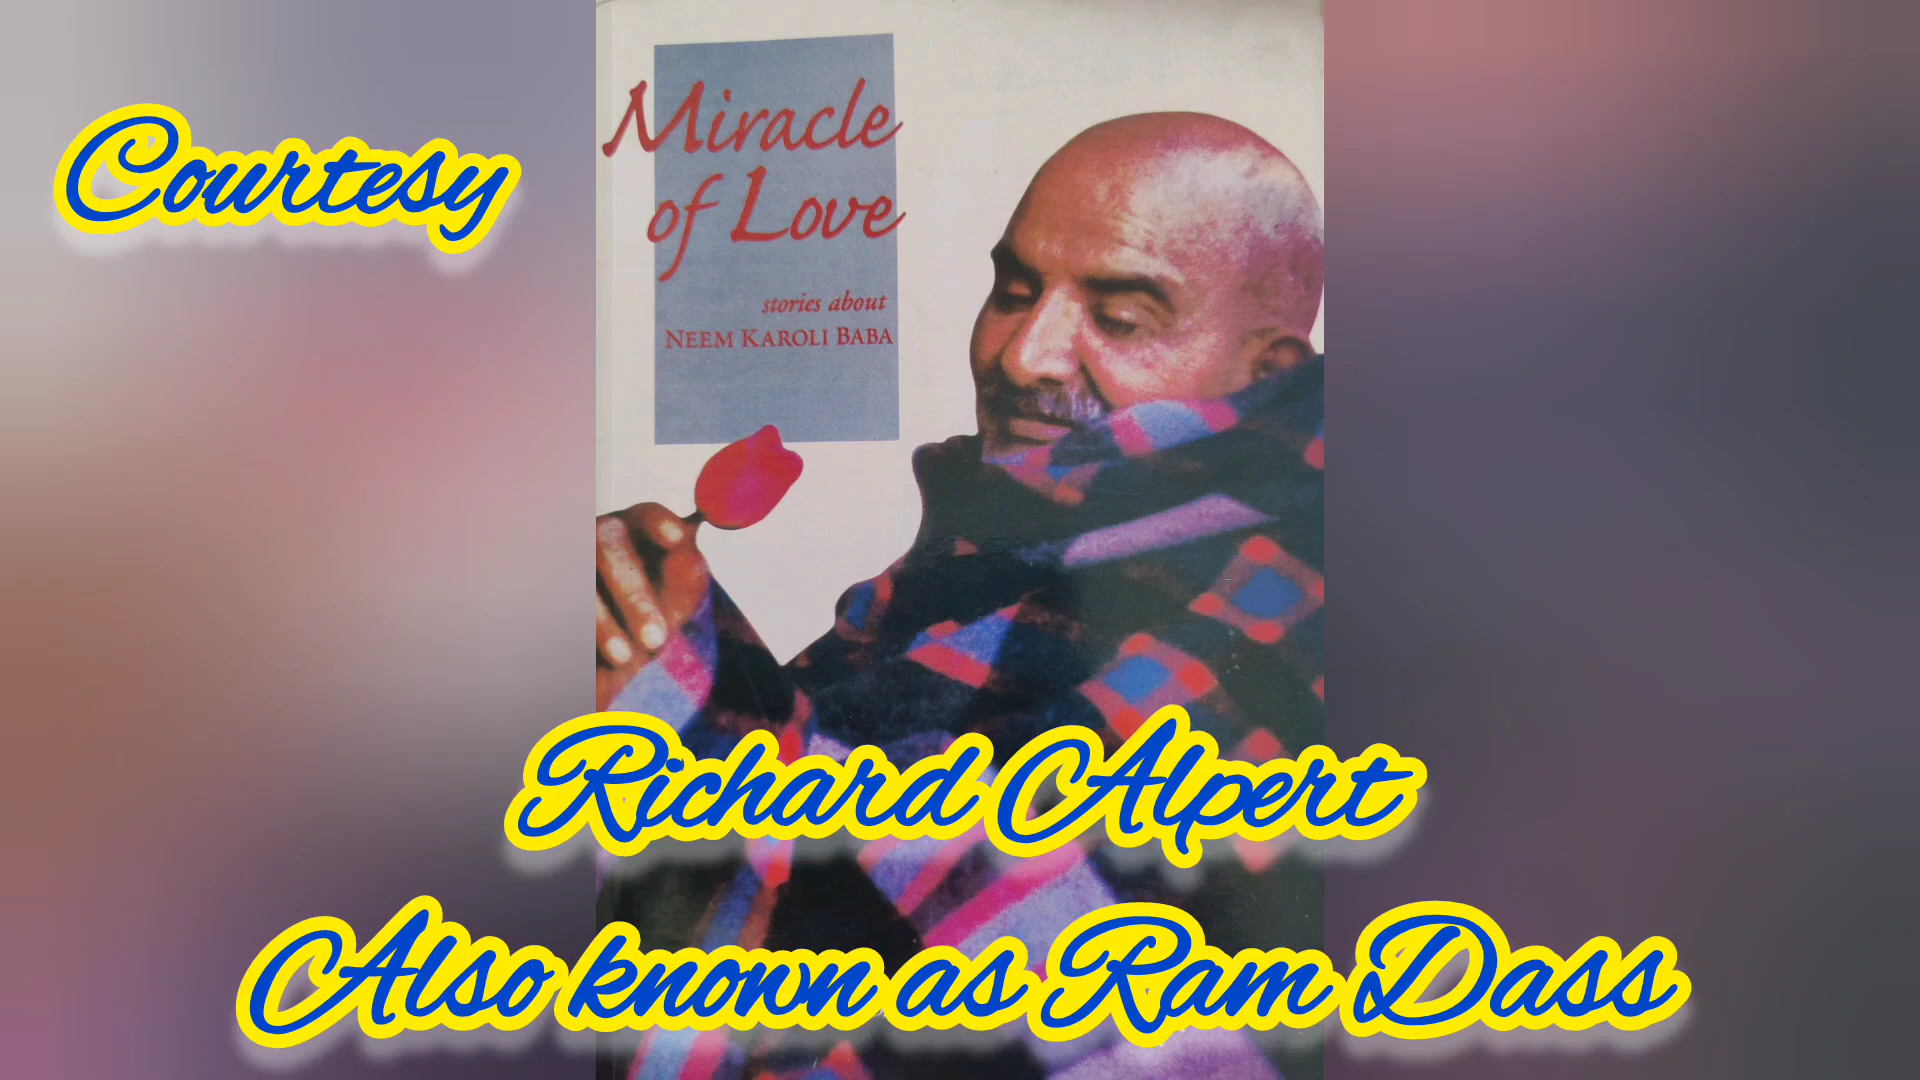 Courtesy
Miracle
of Love
stories about
NEEM KAROLI BABA
Richard Alpert
Also known as Ram Dass